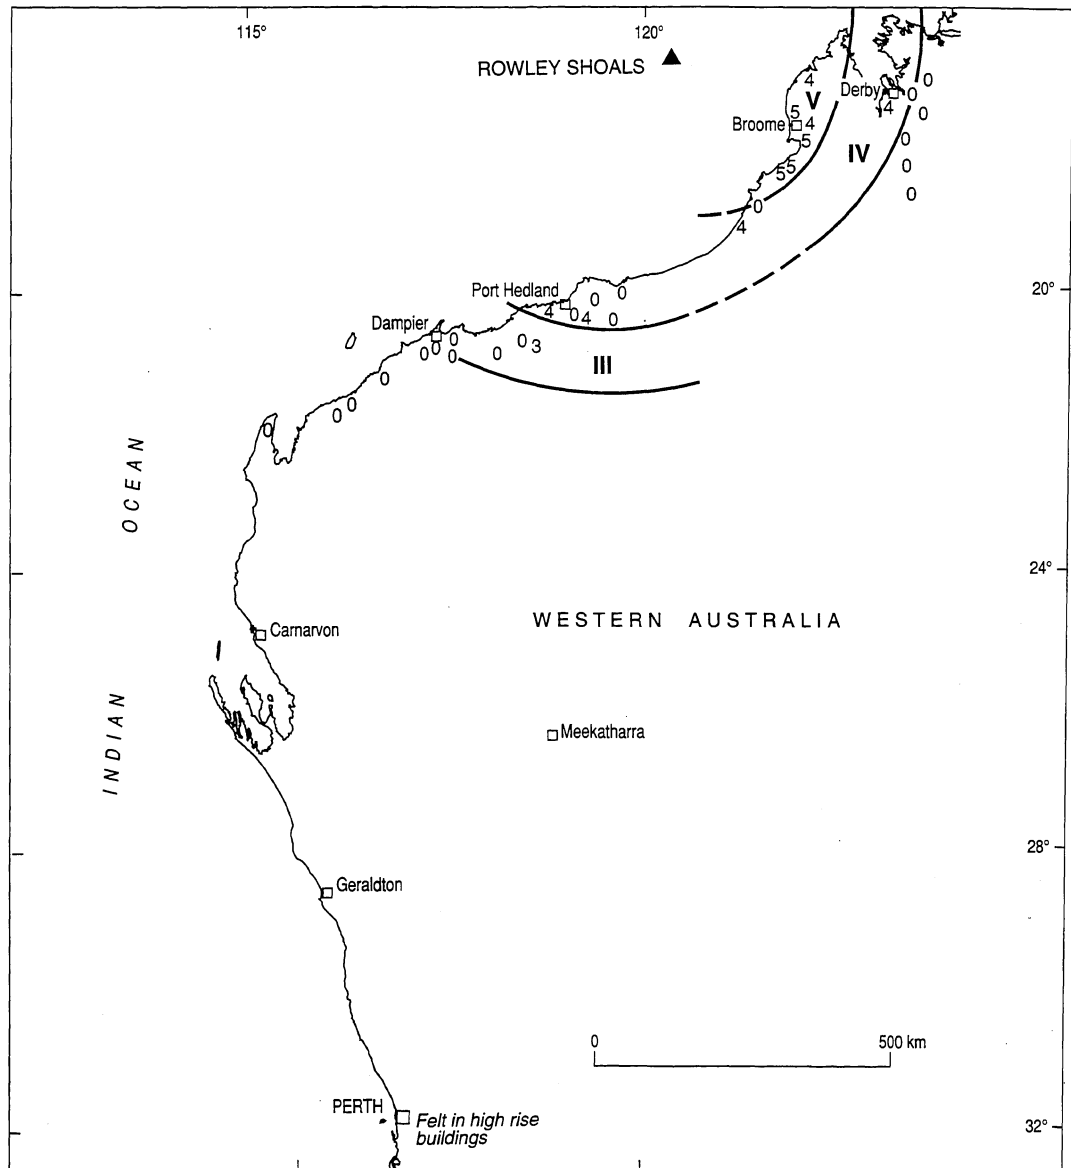 115°
120°
ROWLEY SHOALS
4
Derby
0
0
V
4
0
5
Broome
4
5
0
IV
5
5
0
0
0
4
Port Hedland
20°
0
0
4
0
4
0
Dampier
0
0
0
0
0
0
0
3
III
0
0
0
0
OCEAN
24°
WESTERN AUSTRALIA
Carnarvon
INDIAN
Meekatharra
28°
Geraldton
0
500 km
PERTH
Felt in high rise
buildings
32°